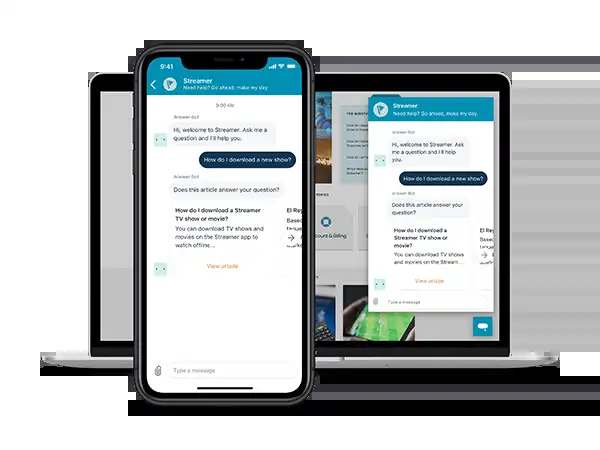 9:41
Streamer
Need help? Go ahead, make my day
9:00 AM
Answer Bot
Hi, welcome to Streamer. Ask me a
question and I'll help
you.
How do I download a new show?
Answer Bot
Does this article answer your question?
How do I download a Streamer
TV show or movie?
You can download TV shows and
movies on the Streamer app to
watch offline...
View article
El Rey
Based
Type a message
Streamer
Need help? Go ahead, make my day.
Answer Bot
Hi, welcome to Streamer. Ask
me a question and I'll help
you.
How do I download a new show?
Answer Bot
Does this article answer your
question?
How do I download a
Streamer TV show or
movie?
You can download TV shows
and movies on the Stream...
View article
El Re
Based
Type a message
count & Billing